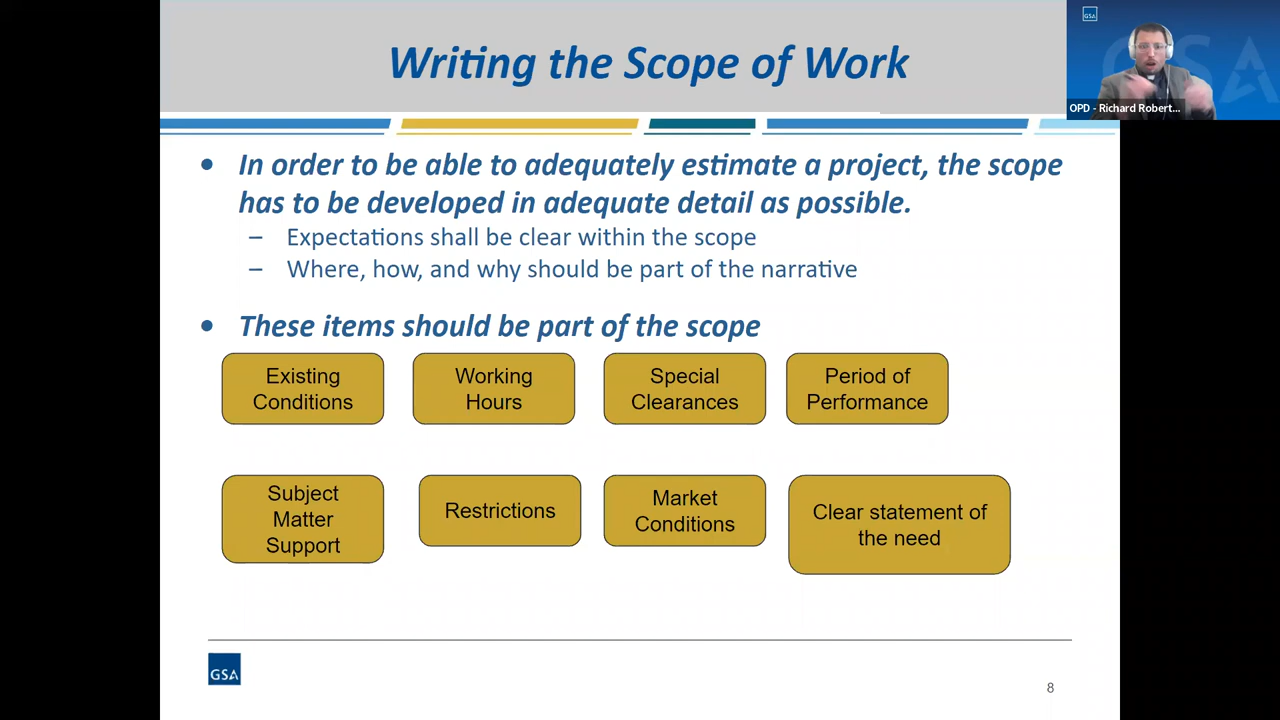 Writing the Scope of Work
GSA
OPD - Richard Robert...
• In order to be able to adequately estimate a project, the scope
has to be developed in adequate detail as possible.
– Expectations shall be clear within the scope
– Where, how, and why should be part of the narrative
• These items should be part of the scope
Existing
Conditions
Working
Hours
Special
Clearances
Period of
Performance
Subject
Matter
Support
Restrictions
Market
Conditions
Clear statement of
the need
GSA
8